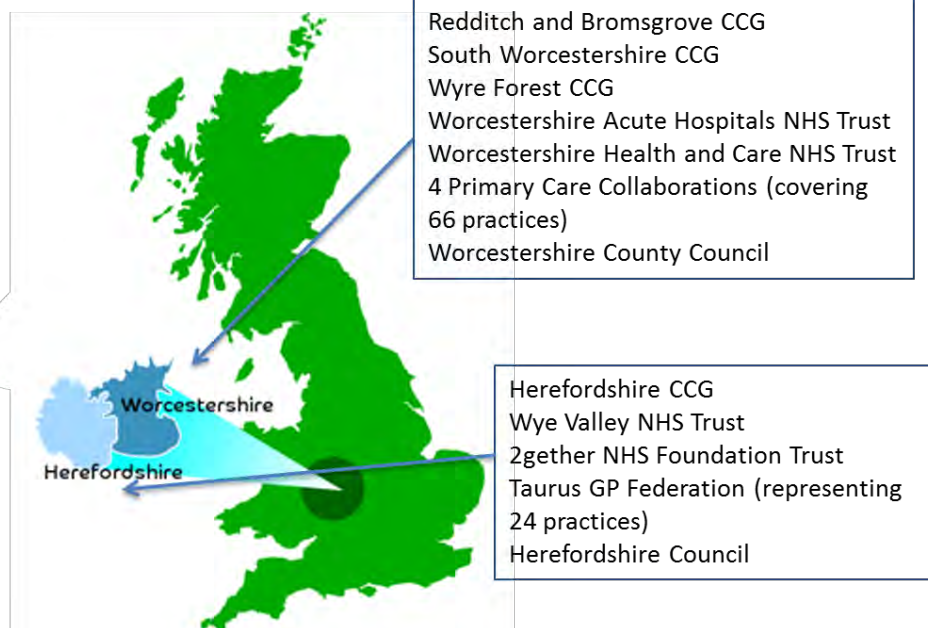 Redditch and Bromsgrove CCG
South Worcestershire CCG
Wyre Forest CCG
Worcestershire Acute Hospitals NHS Trust
Worcestershire Health and Care NHS Trust
4 Primary Care Collaborations (covering
66 practices)
Worcestershire County Council
Worcestershire
Herefordshire
Herefordshire CCG
Wye Valley NHS Trust
2gether NHS Foundation Trust
Taurus GP Federation (representing
24 practices)
Herefordshire Council